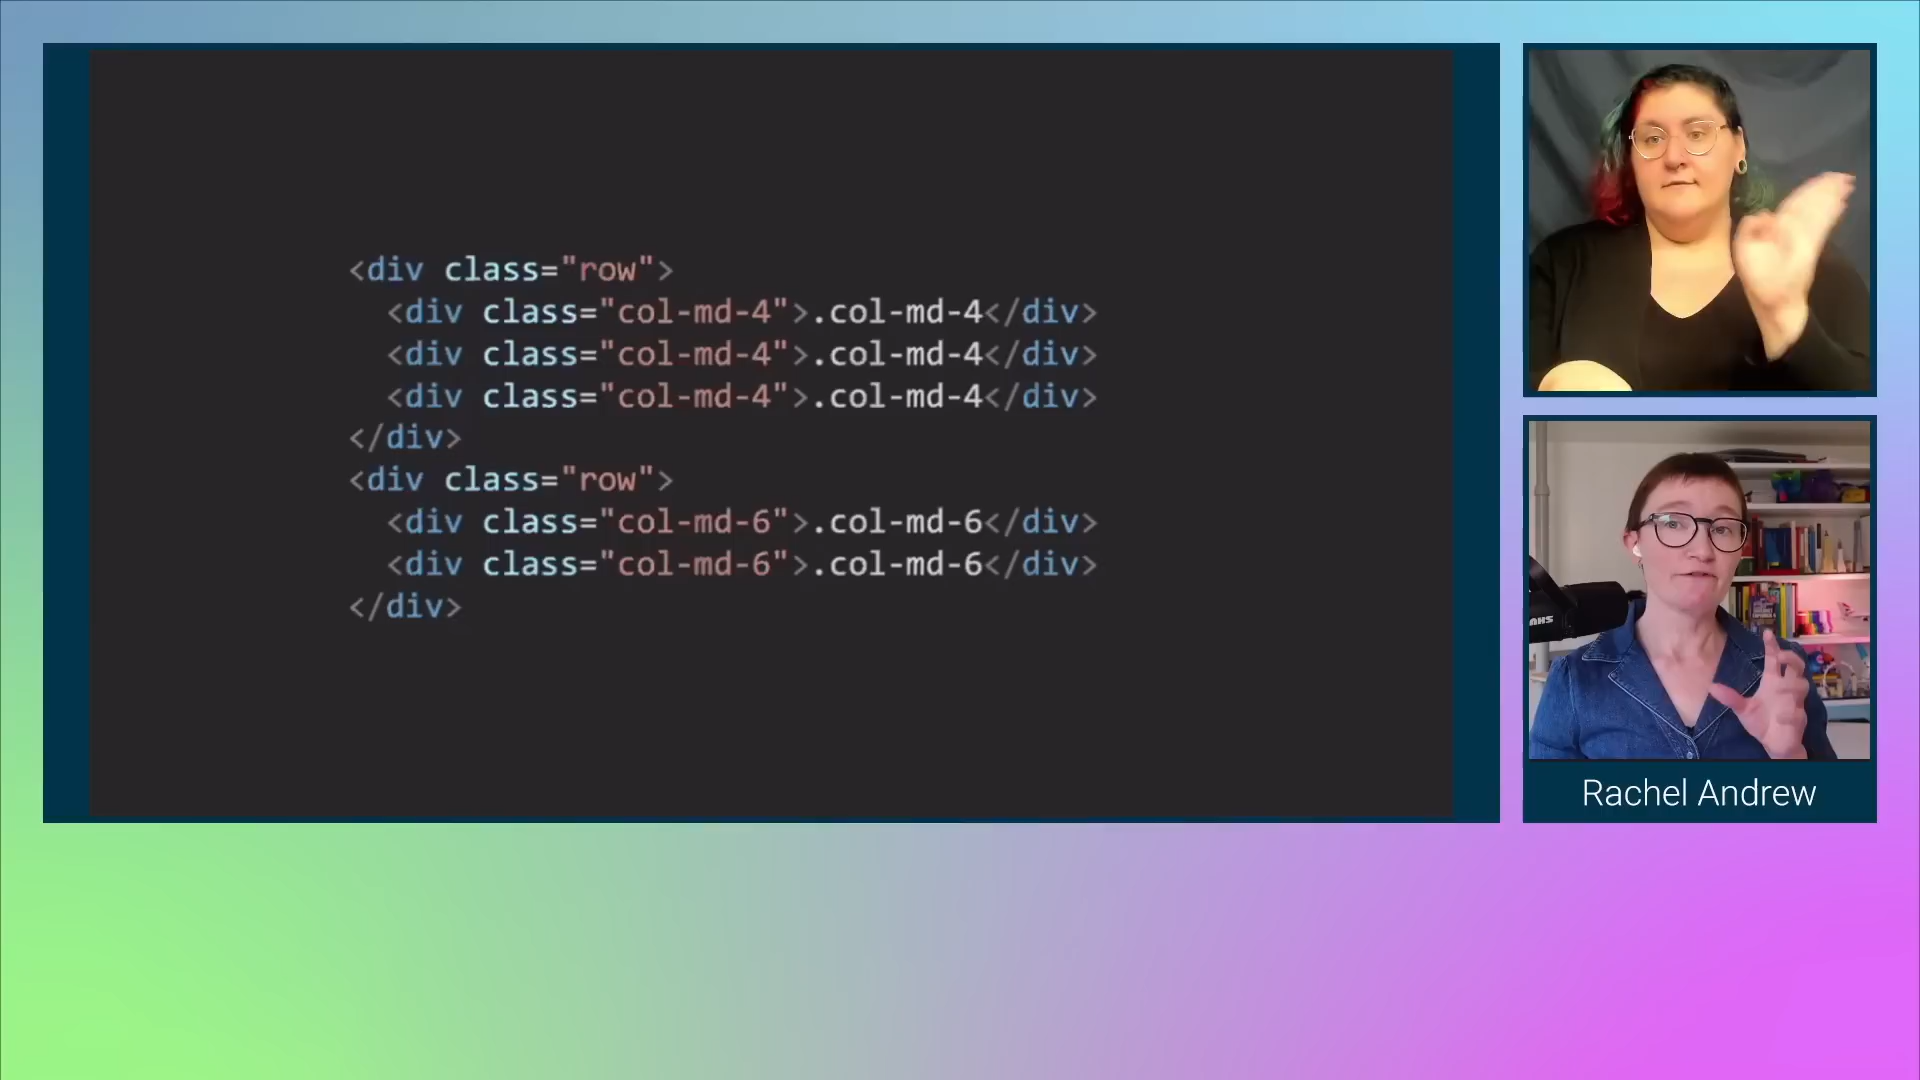 <div class="row">
  <div class="col-md-4">.col-md-4</div>
  <div class="col-md-4">.col-md-4</div>
  <div class="col-md-4">.col-md-4</div>
</div>
<div class="row">
  <div class="col-md-6">.col-md-6</div>
  <div class="col-md-6">.col-md-6</div>
</div>
Rachel Andrew